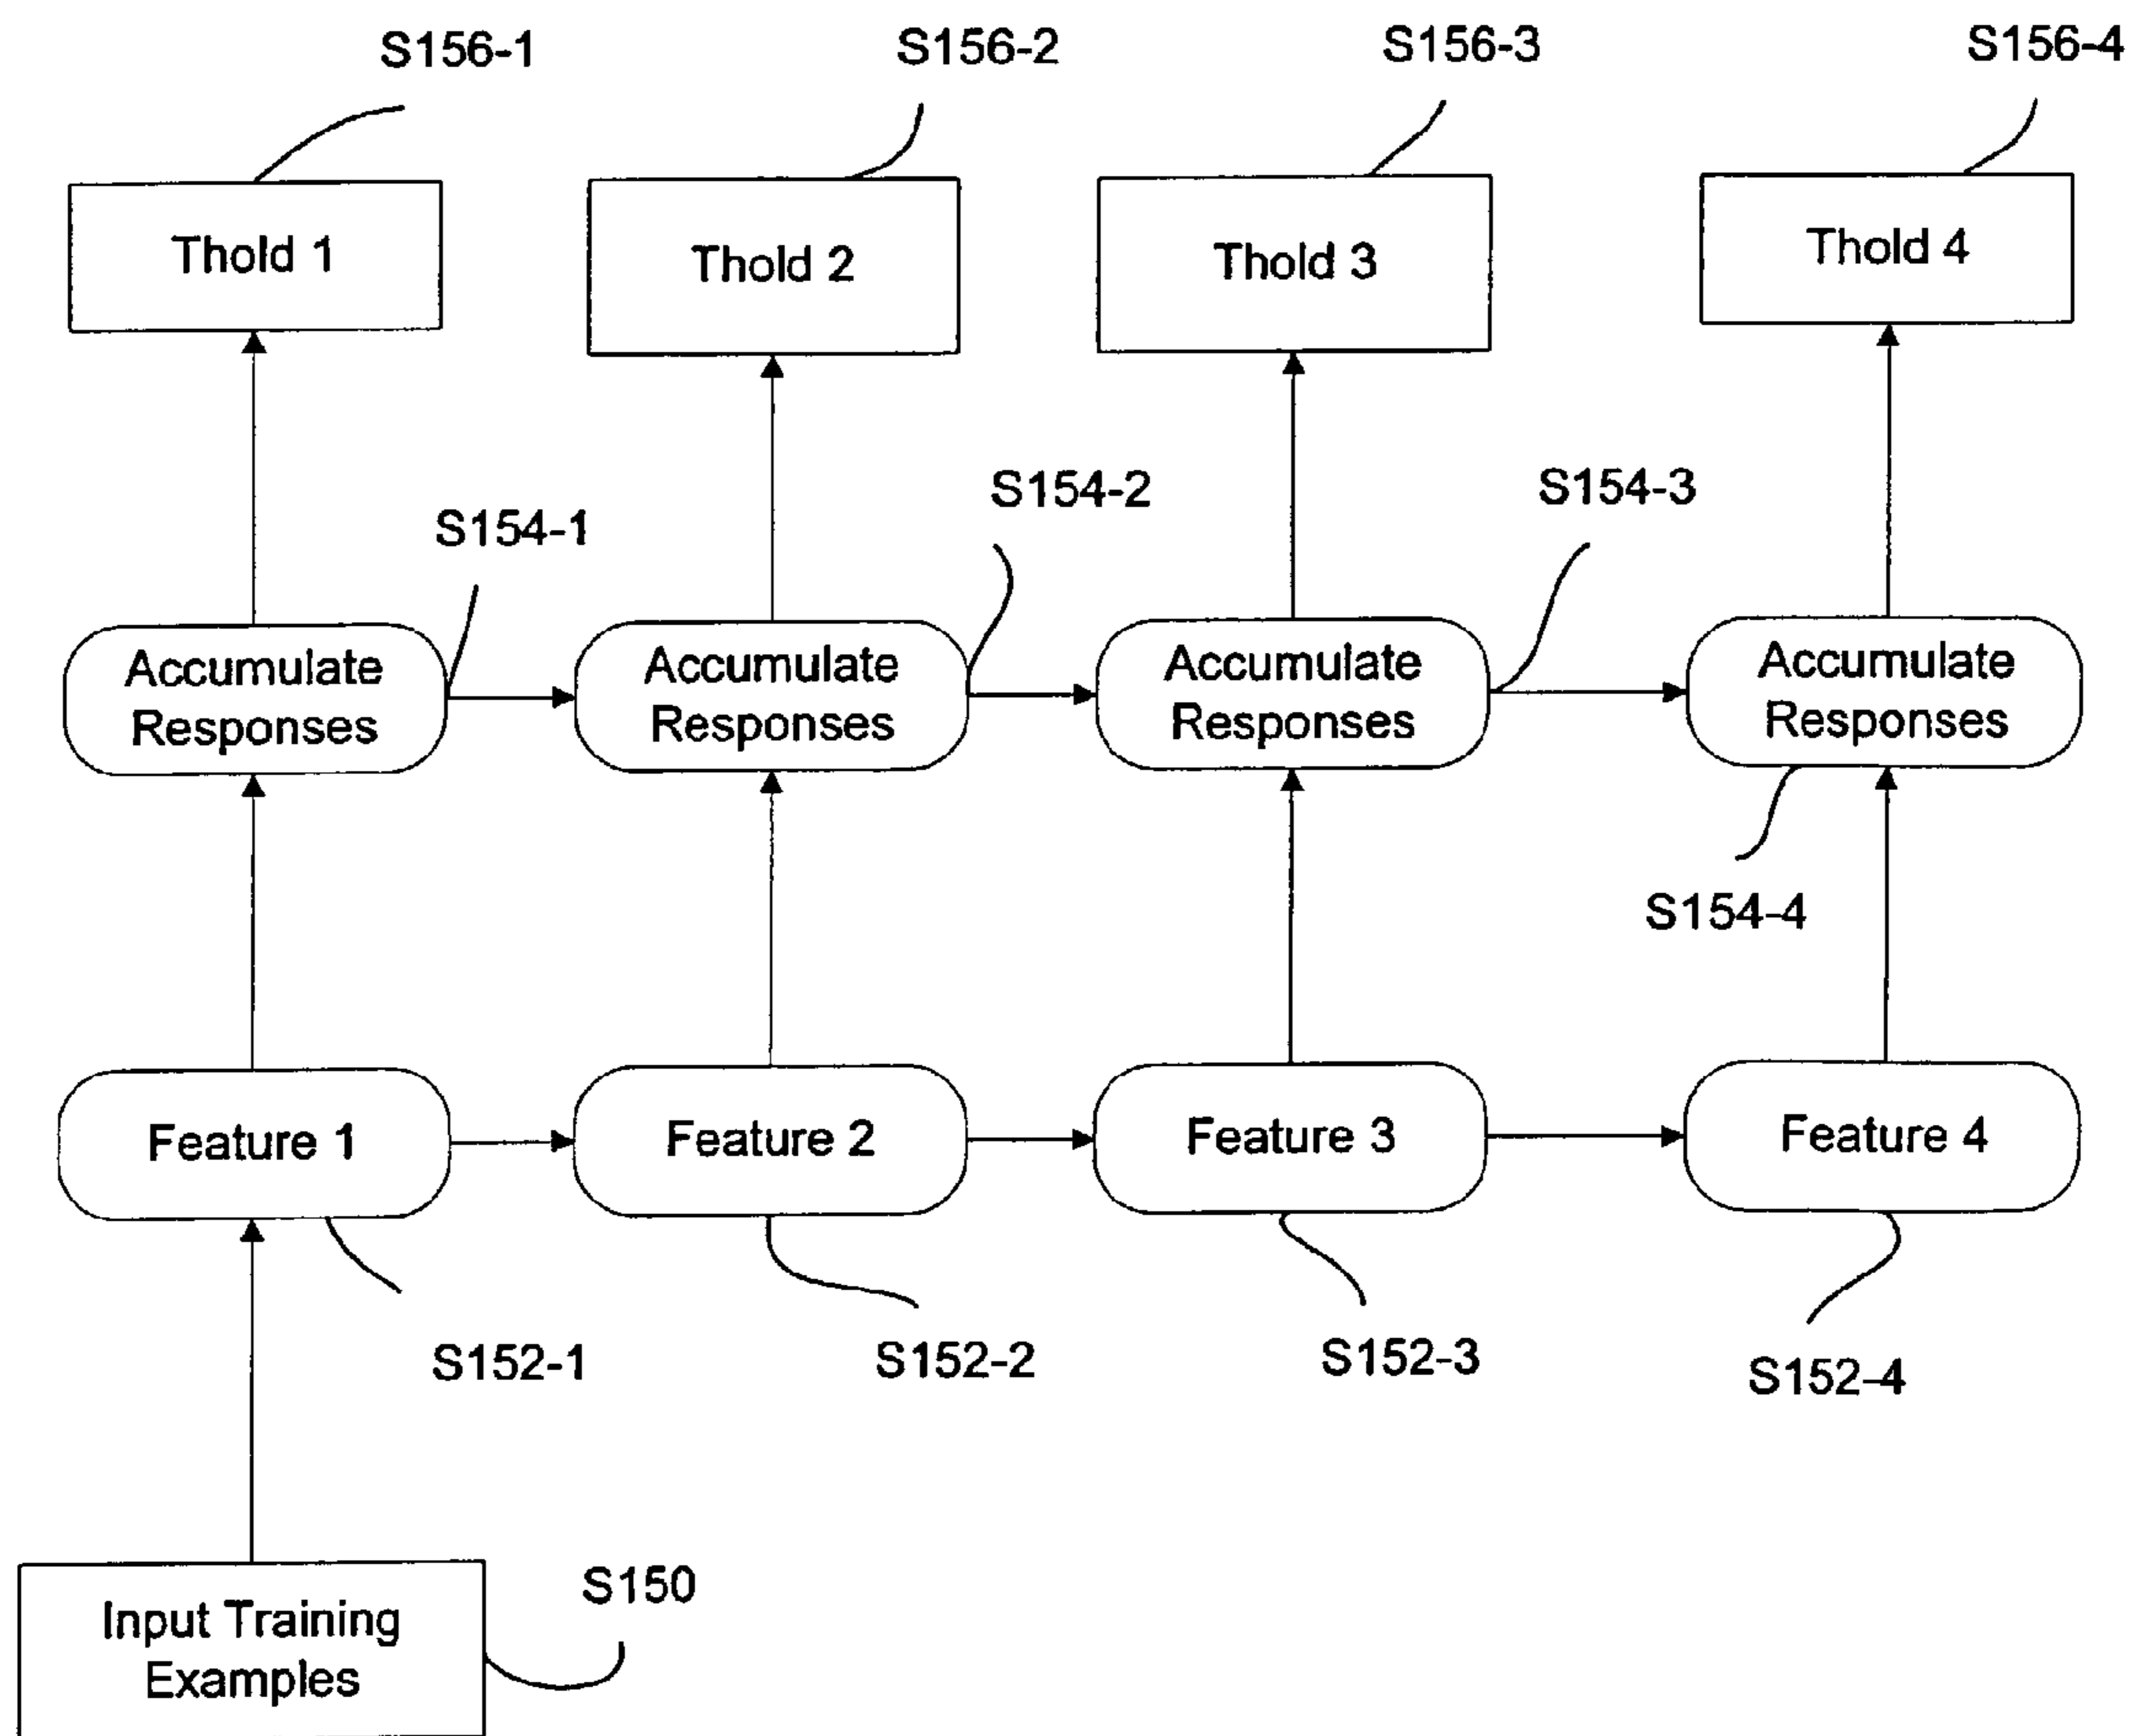 S156-1
S156-2
S156-3
S156-4
Thold 1
Thold 2
Thold 3
Thold 4
S154-1
S154-2
S154-3
Accumulate
Responses
Accumulate
Responses
Accumulate
Responses
Accumulate
Responses
S154-4
Feature 1
Feature 2
Feature 3
Feature 4
S152-1
S152-2
S152-3
S152-4
S150
Input Training
Examples